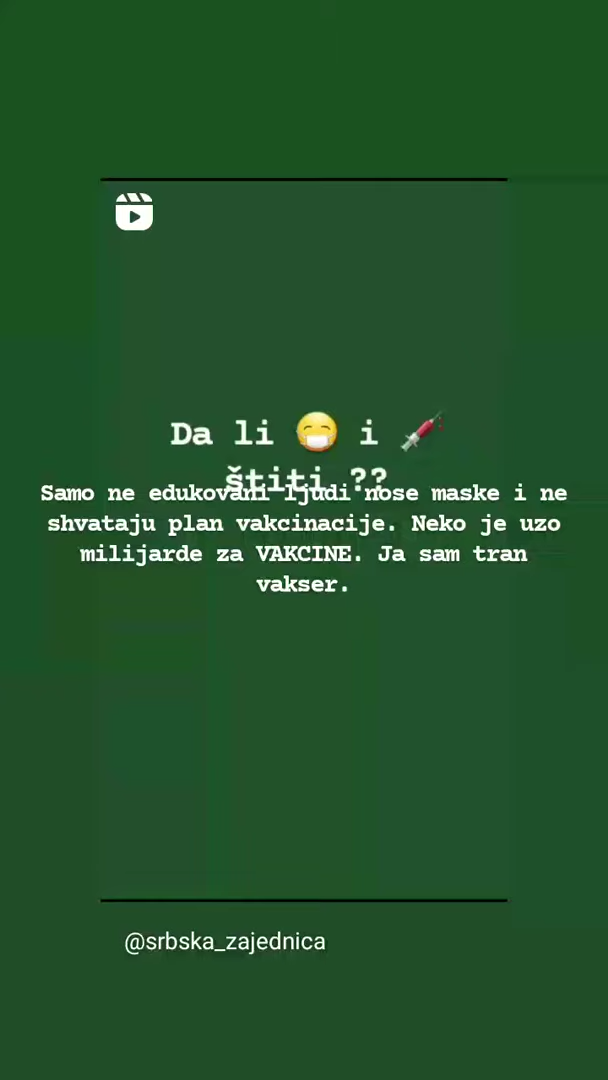 Da li 😷 i 💉
štiti ??
Samo ne edukovani ljudi nose maske i ne
shvataju plan vakcinacije. Neko je uzo
milijarde za VAKCINE. Ja sam tran
vakser.
@srbska_zajednica